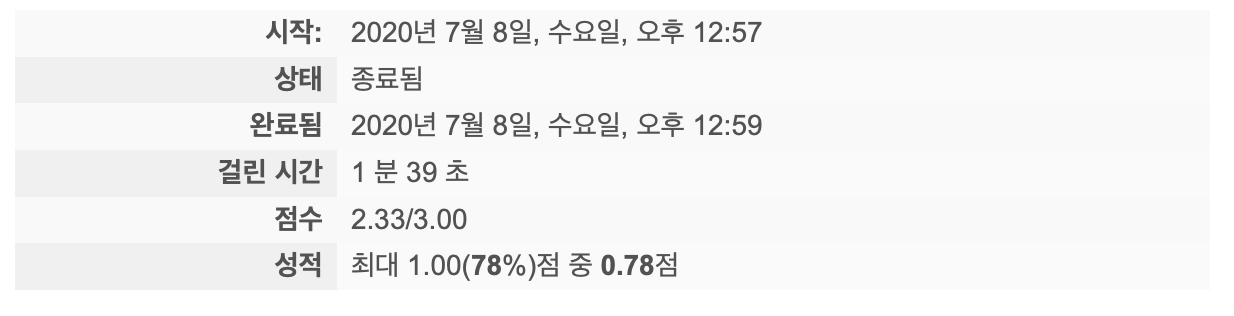 시작: 2020년 7월 8일, 수요일, 오후 12:57
상태 종료됨
완료됨 2020년 7월 8일, 수요일, 오후 12:59
걸린 시간 1 분 39 초
점수 2.33/3.00
성적 최대 1.00(78%)점 중 0.78점